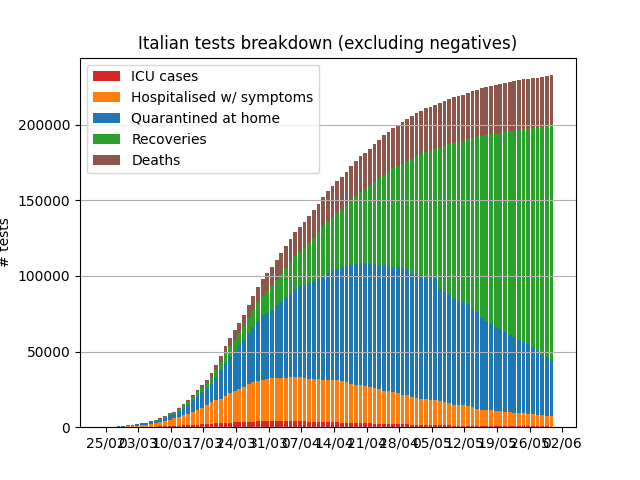 Italian tests breakdown (excluding negatives)
ICU cases
Hospitalised w/ symptoms
Quarantined at home
Recoveries
Deaths
# tests
200000
150000
100000
50000
0
25/02 03/03 10/03 17/03 24/03 31/03 07/04 14/04 21/04 28/04 05/05 12/05 19/05 26/05 02/06